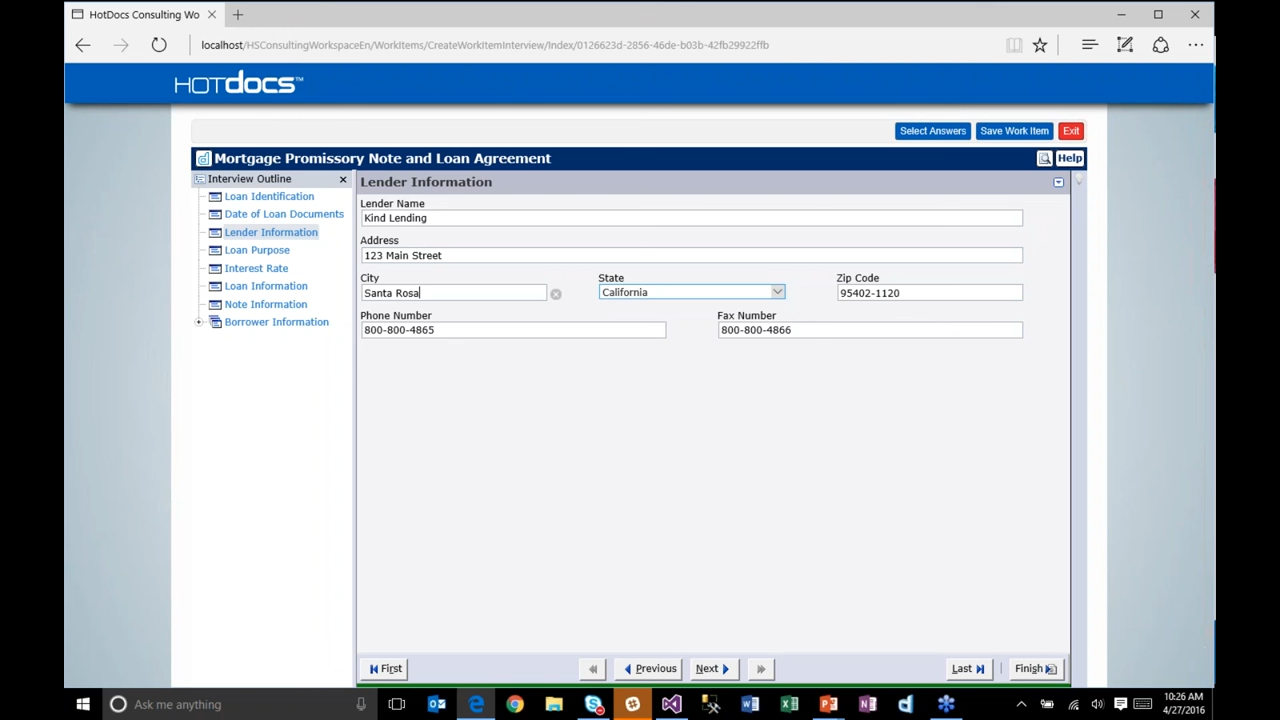 HotDocs Consulting Wo
localhost/HSConsultingWorkspaceEn/WorkItems/CreateWorkItemInterview/Index/0126623d-2856-46de-b03b-42fb29922ffb
HOTdocs™
Select Answers Save Work Item Exit
Mortgage Promissory Note and Loan Agreement Help
Interview Outline
Loan Identification
Date of Loan Documents
Lender Information
Loan Purpose
Interest Rate
Loan Information
Note Information
Borrower Information
Lender Information
Lender Name
Kind Lending
Address
123 Main Street
City State Zip Code
Santa Rosa California 95402-1120
Phone Number Fax Number
800-800-4865 800-800-4866
First Previous Next Last Finish
Ask me anything
10:26 AM
4/27/2016